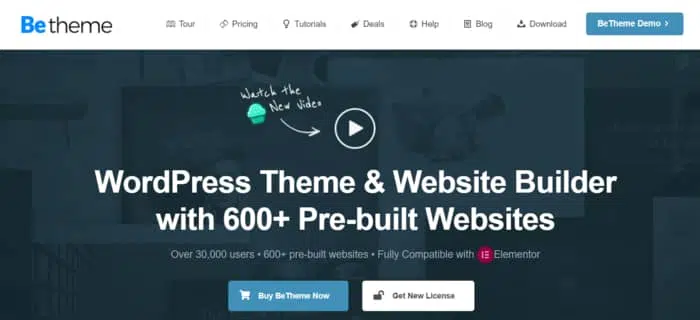 Betheme
Tour
Pricing
Tutorials
Deals
Help
Blog
Download
BeTheme Demo
Watch the
New Video
WordPress Theme & Website Builder
with 600+ Pre-built Websites
Over 30,000 users • 600+ pre-built websites • Fully Compatible with Elementor
Buy BeTheme Now
Get New License